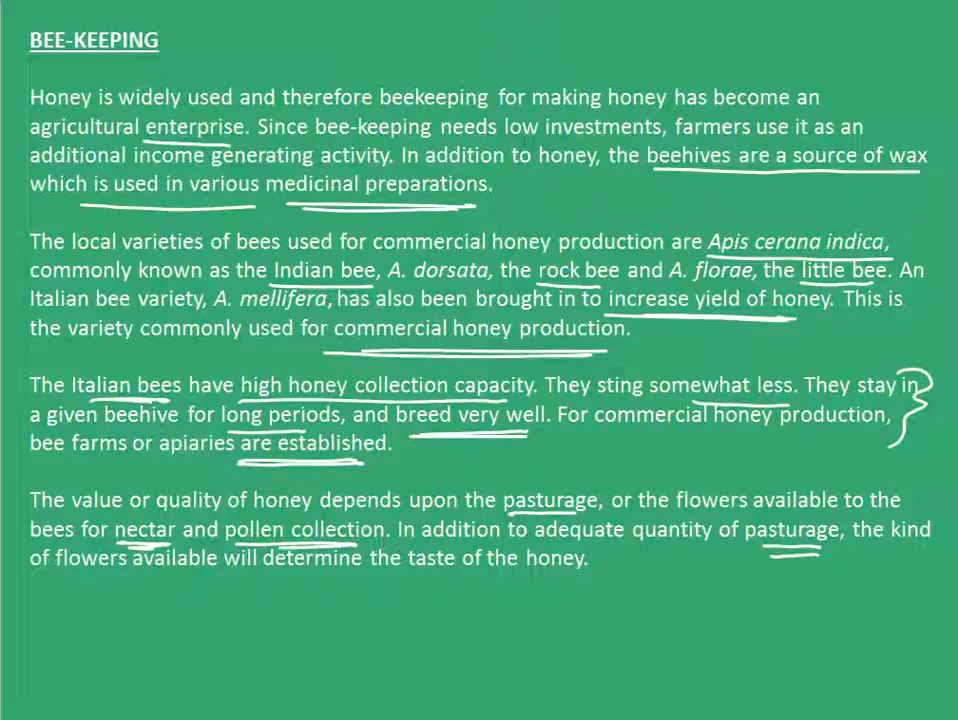 BEE-KEEPING
Honey is widely used and therefore beekeeping for making honey has become an
agricultural enterprise. Since bee-keeping needs low investments, farmers use it as an
additional income generating activity. In addition to honey, the beehives are a source of wax
which is used in various medicinal preparations.
The local varieties of bees used for commercial honey production are Apis cerana indica,
commonly known as the Indian bee, A. dorsata, the rock bee and A. florae, the little bee. An
Italian bee variety, A. mellifera, has also been brought in to increase yield of honey. This is
the variety commonly used for commercial honey production.
The Italian bees have high honey collection capacity. They sting somewhat less. They stay in
a given beehive for long periods, and breed very well. For commercial honey production,
bee farms or apiaries are established.
The value or quality of honey depends upon the pasturage, or the flowers available to the
bees for nectar and pollen collection. In addition to adequate quantity of pasturage, the kind
of flowers available will determine the taste of the honey.